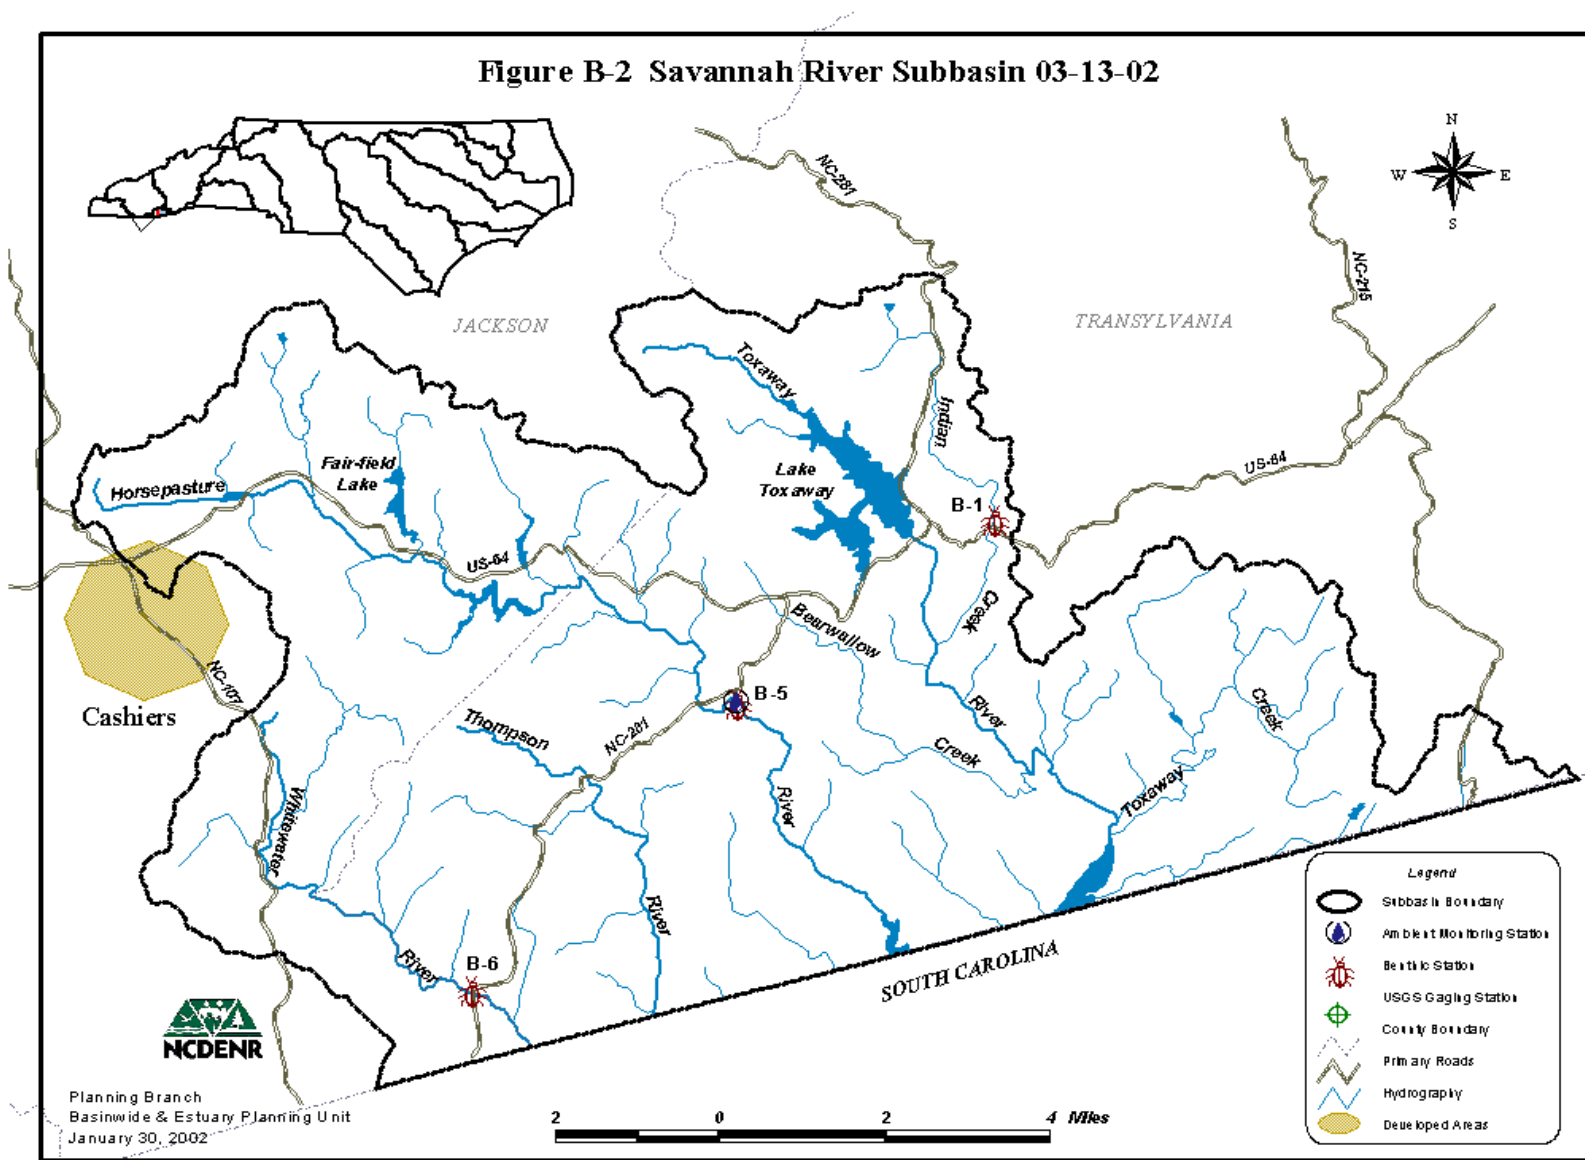 Figure B-2 Savannah River Subbasin 03-13-02
N
W E
S
NC-281
NC-215
JACKSON
TRANSYLVANIA
Toxaway
Indian
Fair-field
Lake
Horsepasture
Lake
Toxaway
US-64
B-1
US-64
Creek
Bearwallow
NC-107
Cashiers
B-5
River
Creek
Thompson
NC-281
Creek
Toxaway
Whitewater
River
River
River
B-6
SOUTH CAROLINA
NCDENR
Legend
Subbasin Boundary
Ambient Monitoring Station
Benthic Station
USGS Gaging Station
County Boundary
Primary Roads
Hydrography
Developed Areas
Planning Branch
Basinwide & Estuary Planning Unit
January 30, 2002
2 0 2 4 Miles